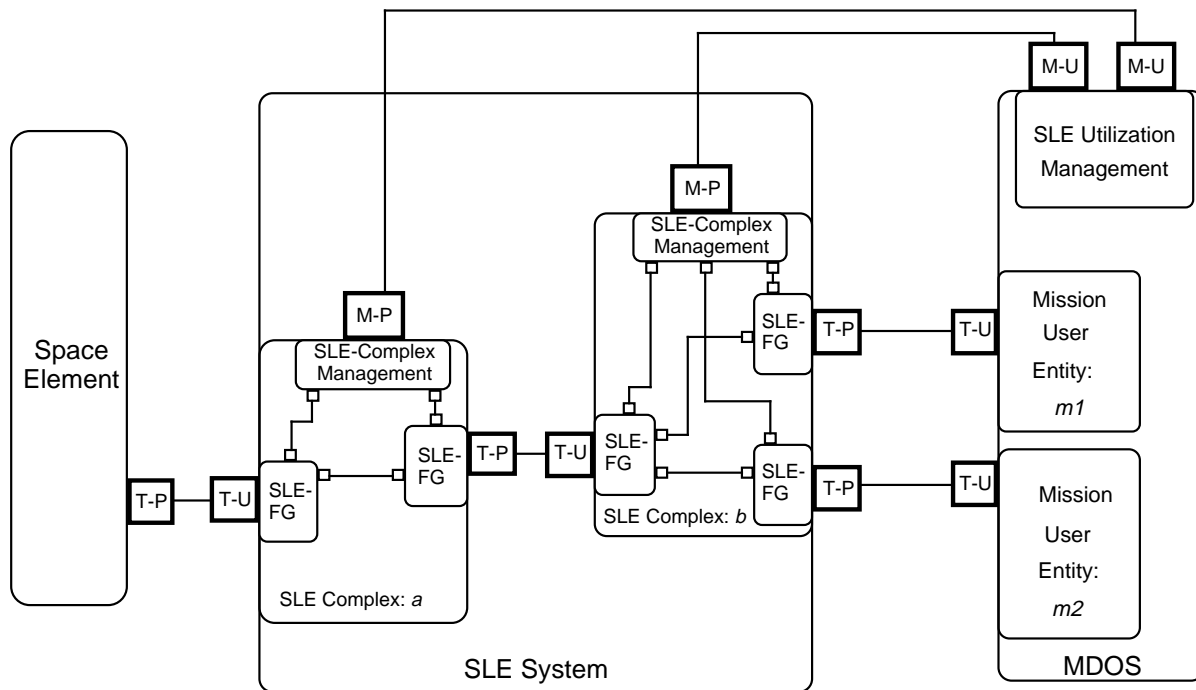 M-U
M-U
SLE Utilization
Management
M-P
SLE-Complex
Management
M-P
SLE-Complex
Management
Space
Element
SLE-
FG
T-P
T-U
Mission
User
Entity:
m1
SLE-
FG
T-P
T-U
SLE-
FG
SLE-
FG
T-P
T-U
T-P
T-U
SLE-
FG
SLE Complex: b
Mission
User
Entity:
m2
SLE Complex: a
SLE System
MDOS